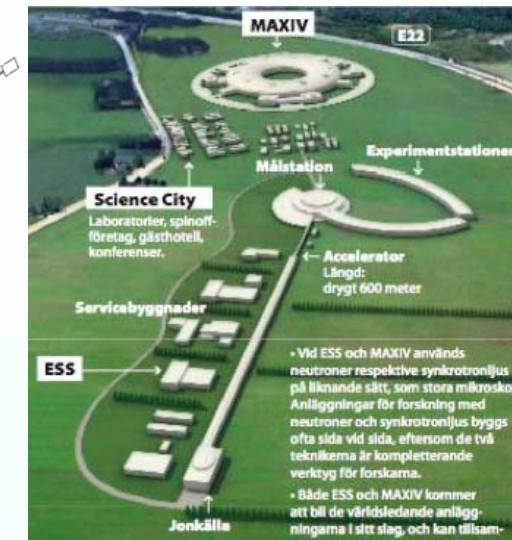 MAXIV
E22
Experimentstationer
Målstation
Science City
Laboratorier, spinoff-
företag, gästhotell,
konferenser.
Accelerator
Längd:
drygt 600 meter
Servicebyggnader
ESS
• Vid ESS och MAXIV används
neutroner respektive synkrotronljus
på liknande sätt, som stora mikrosko
Anläggningar för forskning med
neutroner och synkrotronljus byggs
ofta sida vid sida, eftersom de två
teknikerna är kompletterande
verktyg för forskarna.
• Både ESS och MAXIV kommer
att bli de världsledande anlägg-
ningarna i sitt slag, och kan tillsam-
Jonkälla